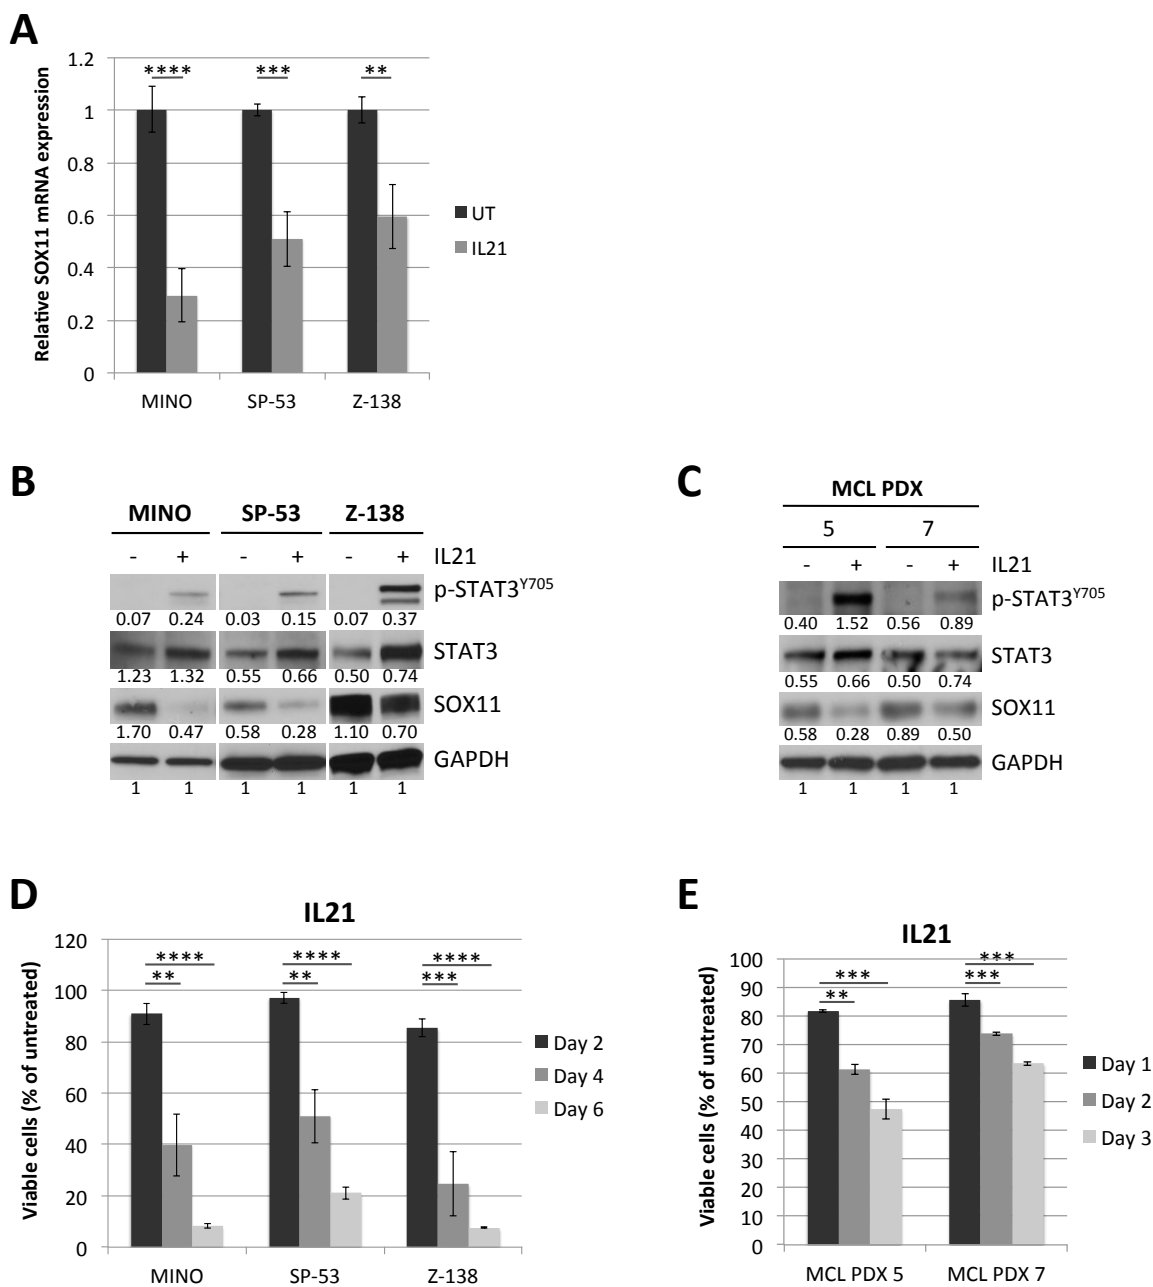 A
Relative SOX11 mRNA expression
1.2
1
0.8
0.6
0.4
0.2
0
**** *** **
MINO SP-53 Z-138
UT
IL21
B
MINO SP-53 Z-138
- + - + - + IL21
p-STAT3Y705
0.07 0.24 0.03 0.15 0.07 0.37
STAT3
1.23 1.32 0.55 0.66 0.50 0.74
SOX11
1.70 0.47 0.58 0.28 1.10 0.70
GAPDH
1 1 1 1 1 1
C
MCL PDX
5 7
- + - + IL21
p-STAT3Y705
0.40 1.52 0.56 0.89
STAT3
0.55 0.66 0.50 0.74
SOX11
0.58 0.28 0.89 0.50
GAPDH
1 1 1 1
D
IL21
Viable cells (% of untreated)
120
100
80
60
40
20
0
**** **** ****
** ** ***
MINO SP-53 Z-138
Day 2
Day 4
Day 6
E
IL21
Viable cells (% of untreated)
100
90
80
70
60
50
40
30
20
10
0
*** ***
** ***
MCL PDX 5 MCL PDX 7
Day 1
Day 2
Day 3